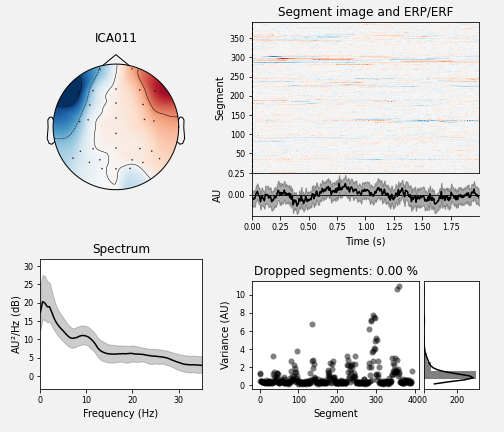 ICA011
Segment image and ERP/ERF
Segment
350
300
250
200
150
100
50
AU
0.25
0.00
0.00 0.25 0.50 0.75 1.00 1.25 1.50 1.75
Time (s)
Spectrum
AU²/Hz (dB)
30
25
20
15
10
5
0
0 10 20 30
Frequency (Hz)
Dropped segments: 0.00 %
Variance (AU)
10
8
6
4
2
0
0 100 200 300 400
Segment
200